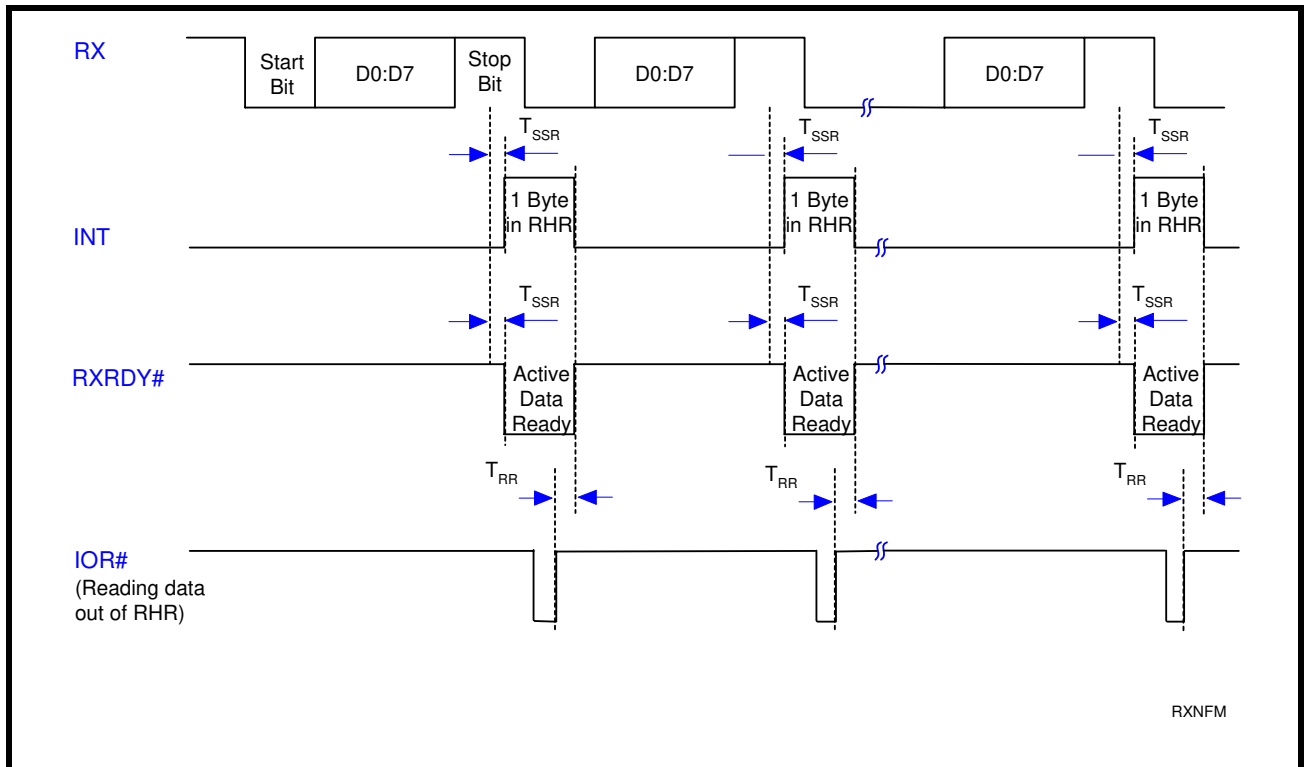 RX
Start
Bit
D0:D7
Stop
Bit
D0:D7
D0:D7
TSSR
TSSR
TSSR
INT
1 Byte
in RHR
1 Byte
in RHR
1 Byte
in RHR
TSSR
TSSR
TSSR
RXRDY#
Active
Data
Ready
Active
Data
Ready
Active
Data
Ready
TRR
TRR
TRR
IOR#
(Reading data
out of RHR)
RXNFM